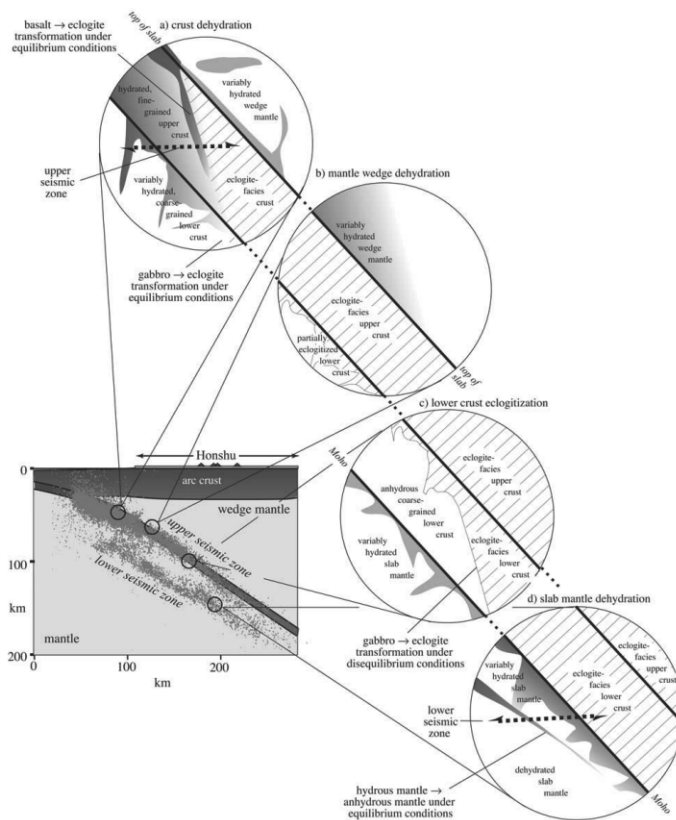 basalt → eclogite
transformation under
equilibrium conditions
top of slab
a) crust dehydration
hydrated,
fine-
grained
upper
crust
variably
hydrated
wedge
mantle
upper
seismic
zone
variably
hydrated,
coarse-
grained
lower
crust
eclogite-
facies
crust
gabbro → eclogite
transformation under
equilibrium conditions
b) mantle wedge dehydration
variably
hydrated
wedge
mantle
eclogite-
facies
upper
crust
partially
eclogitized
lower
crust
top of
slab
c) lower crust eclogitization
Moho
eclogite-
facies
upper
crust
anhydrous
coarse-
grained
lower
crust
variably
hydrated
slab
mantle
eclogite-
facies
lower
crust
gabbro → eclogite
transformation under
disequilibrium conditions
d) slab mantle dehydration
variably
hydrated
slab
mantle
eclogite-
facies
lower
crust
eclogite-
facies
upper
crust
lower
seismic
zone
dehydrated
slab
mantle
hydrous mantle →
anhydrous mantle under
equilibrium conditions
Moho
Honshu
0
arc crust
wedge mantle
upper seismic zone
100
lower seismic zone
km
mantle
200
0 100 200
km